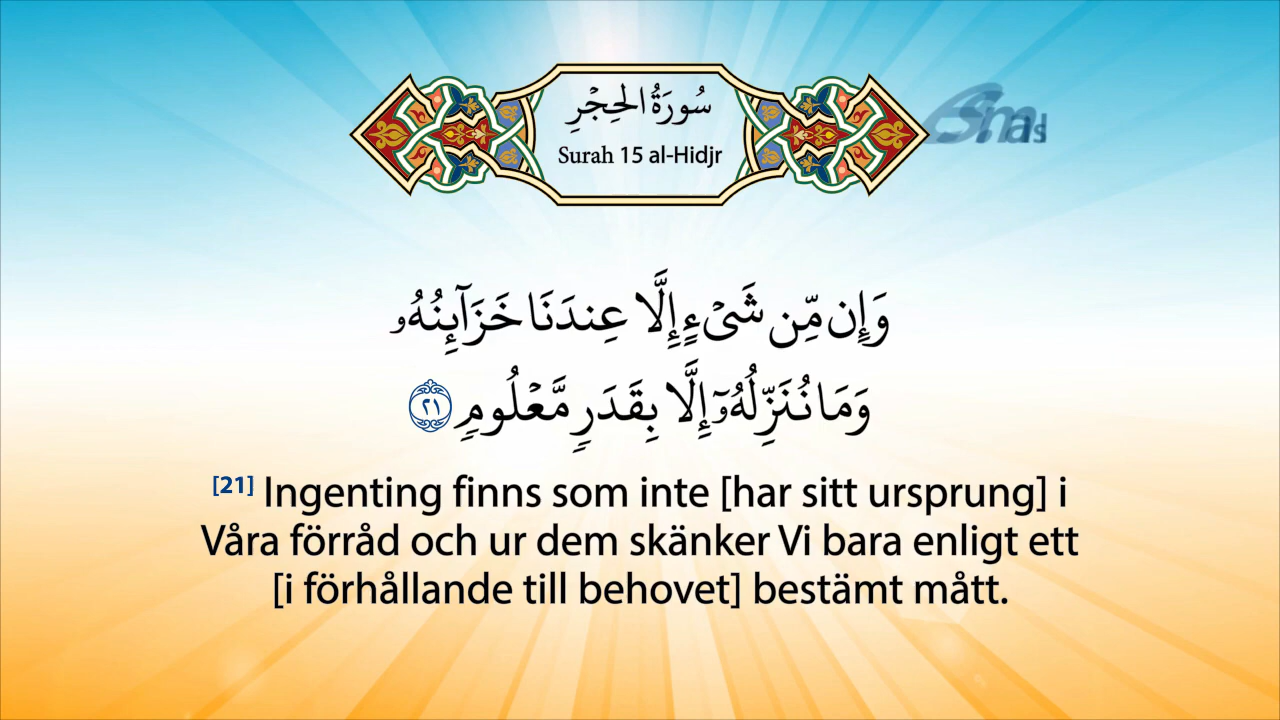 سُورَةُ الْحِجْرِ
Surah 15 al-Hidjr
وَإِن مِّن شَىْءٍ إِلَّا عِندَنَا خَزَآئِنُهُۥ
وَمَا نُنَزِّلُهُۥٓ إِلَّا بِقَدَرٍ مَّعْلُومٍ ٢١
[21] Ingenting finns som inte [har sitt ursprung] i
Våra förråd och ur dem skänker Vi bara enligt ett
[i förhållande till behovet] bestämt mått.